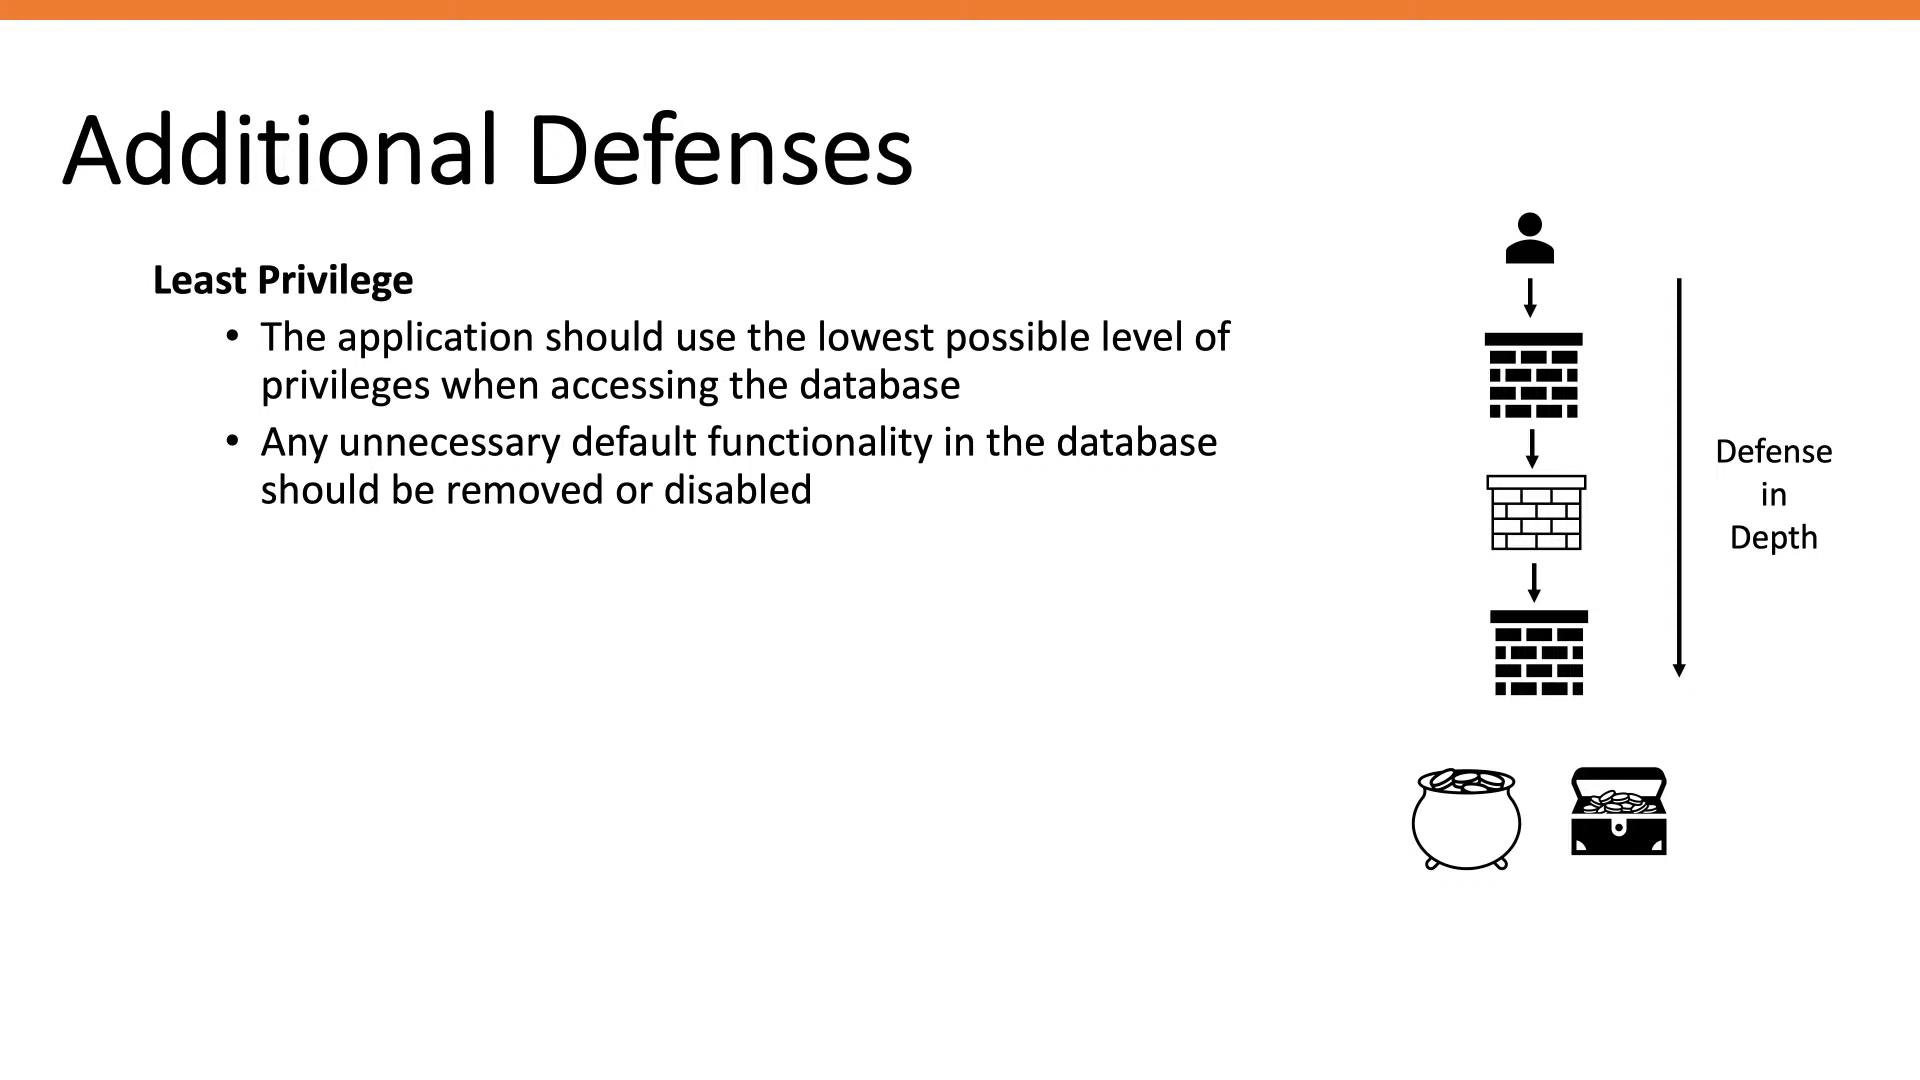 Additional Defenses
Least Privilege
• The application should use the lowest possible level of
privileges when accessing the database
• Any unnecessary default functionality in the database
should be removed or disabled
Defense
in
Depth